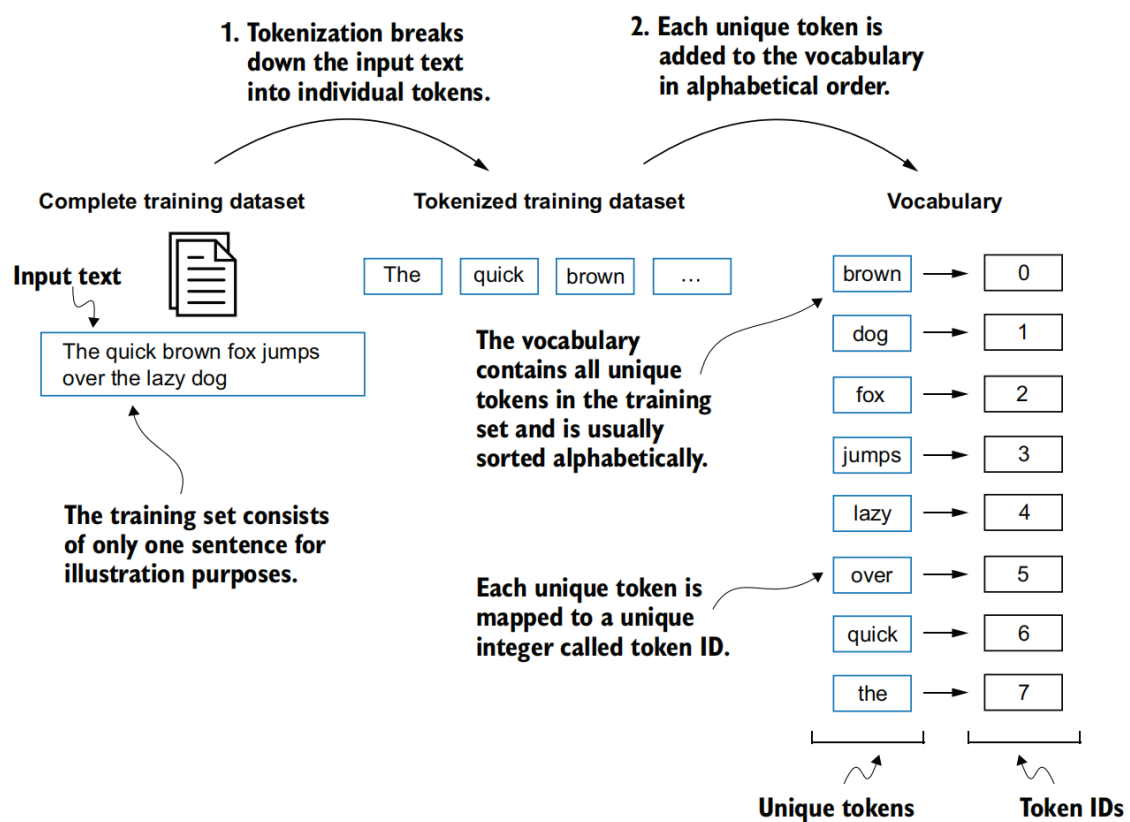 1. Tokenization breaks
down the input text
into individual tokens.
2. Each unique token is
added to the vocabulary
in alphabetical order.
Complete training dataset
Tokenized training dataset
Vocabulary
Input text
The quick brown fox jumps
over the lazy dog
The training set consists
of only one sentence for
illustration purposes.
The quick brown ...
The vocabulary
contains all unique
tokens in the training
set and is usually
sorted alphabetically.
Each unique token is
mapped to a unique
integer called token ID.
brown 0
dog 1
fox 2
jumps 3
lazy 4
over 5
quick 6
the 7
Unique tokens
Token IDs